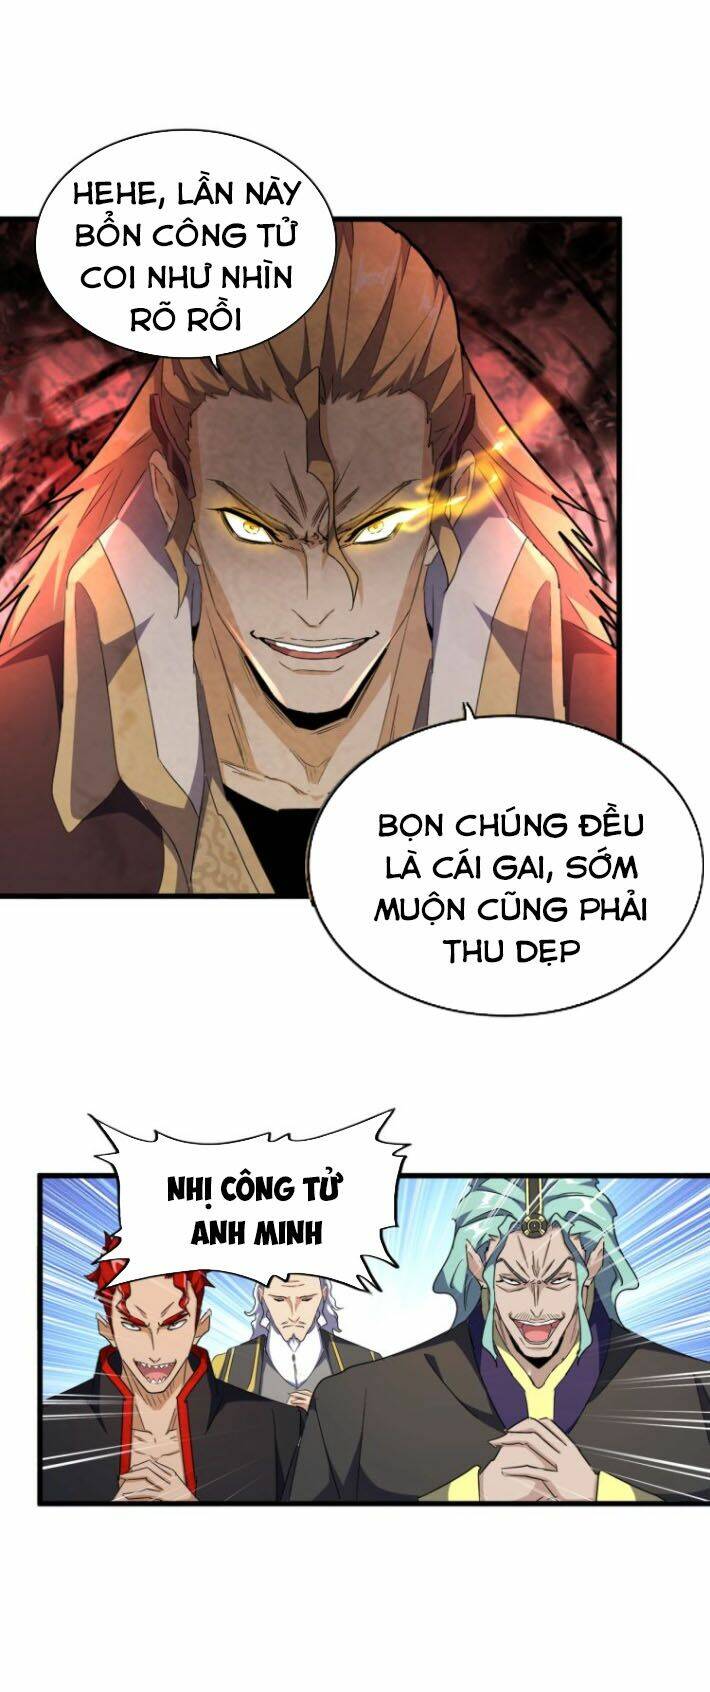 HEHE, LẦN NÀY
BỔN CÔNG TỬ
COI NHƯ NHÌN
RÕ RỒI
BỌN CHÚNG ĐỀU
LÀ CÁI GAI, SỚM
MUỘN CŨNG PHẢI
THU DẸP
NHỊ CÔNG TỬ
ANH MINH